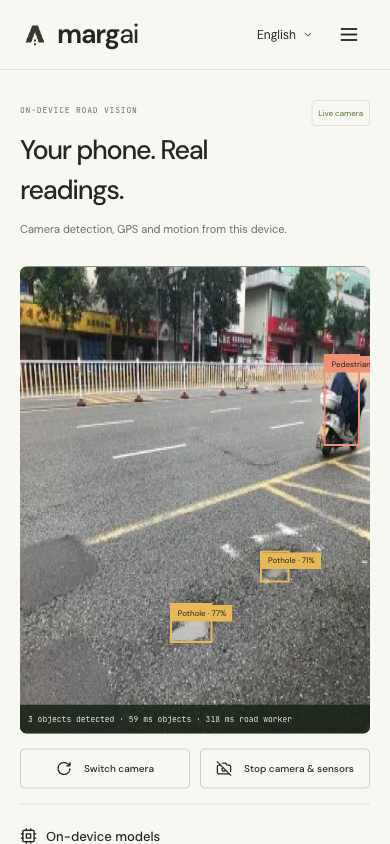 margai
English
ON-DEVICE ROAD VISION
Live camera
Your phone. Real
readings.
Camera detection, GPS and motion from this device.
Pedestrian
Pothole · 71%
Pothole · 77%
3 objects detected · 59 ms objects · 318 ms road worker
Switch camera
Stop camera & sensors
On-device models